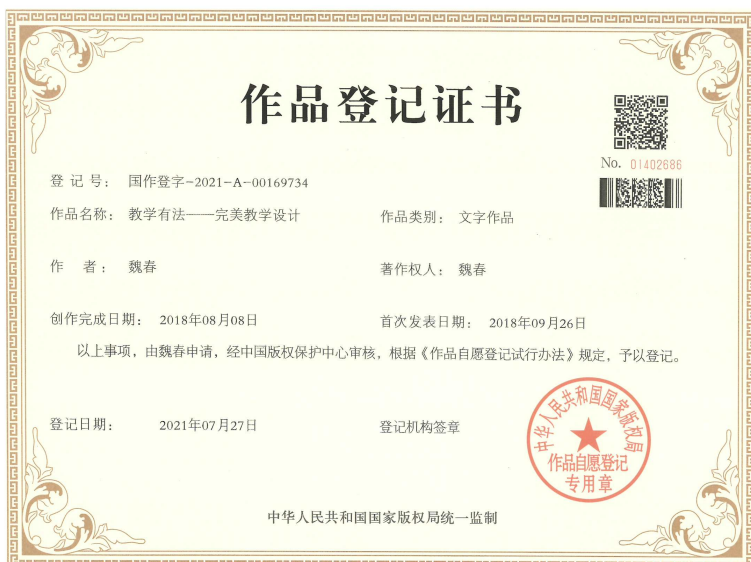 作品登记证书
No. 01402686
登 记 号： 国作登字-2021-A-00169734
作品名称： 教学有法——完美教学设计
作品类别： 文字作品
作 者： 魏春
著作权人： 魏春
创作完成日期： 2018年08月08日
首次发表日期： 2018年09月26日
以上事项，由魏春申请，经中国版权保护中心审核，根据《作品自愿登记试行办法》规定，予以登记。
登记日期： 2021年07月27日
登记机构签章
中华人民共和国国家版权局
作品自愿登记
专用章
中华人民共和国国家版权局统一监制